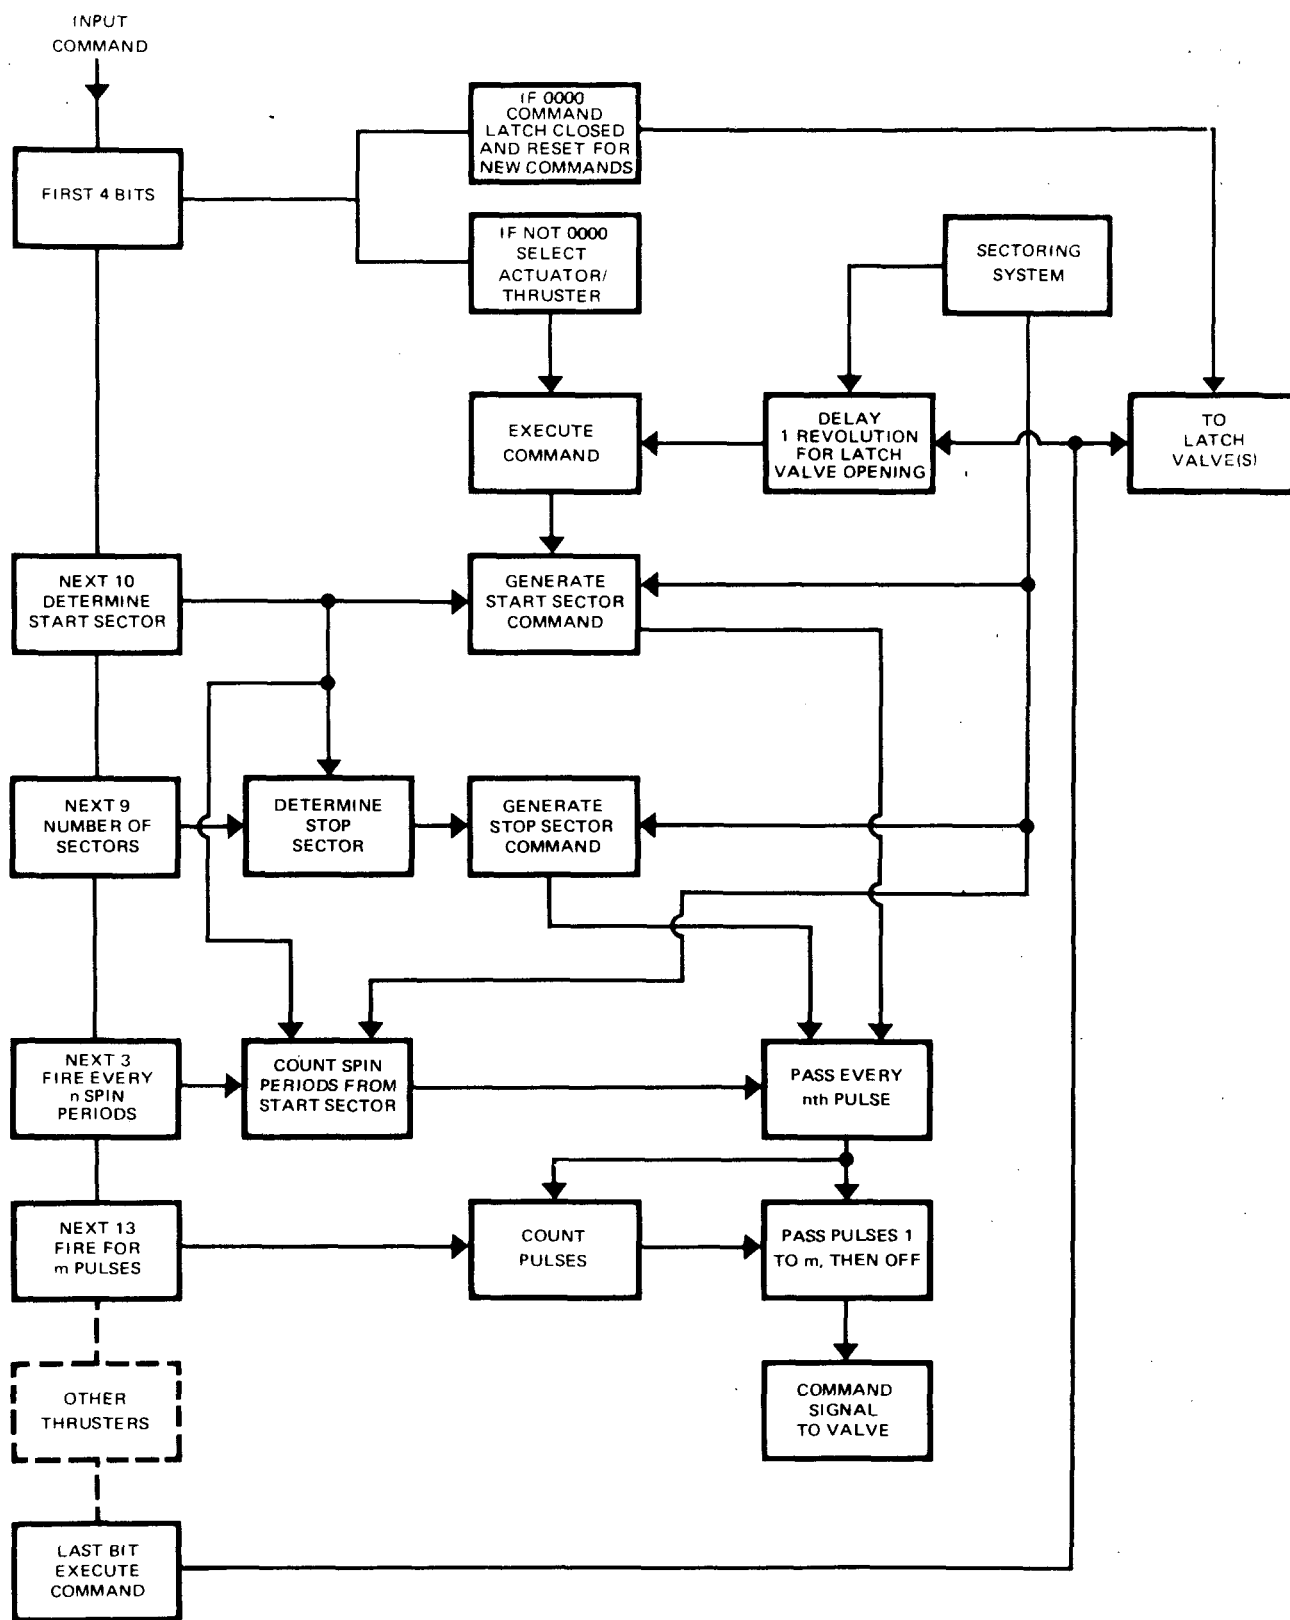 INPUT
COMMAND
IF 0000
COMMAND
LATCH CLOSED
AND RESET FOR
NEW COMMANDS
FIRST 4 BITS
IF NOT 0000
SELECT
ACTUATOR/
THRUSTER
SECTORING
SYSTEM
EXECUTE
COMMAND
DELAY
1 REVOLUTION
FOR LATCH
VALVE OPENING
TO
LATCH
VALVE(S)
NEXT 10
DETERMINE
START SECTOR
GENERATE
START SECTOR
COMMAND
NEXT 9
NUMBER OF
SECTORS
DETERMINE
STOP
SECTOR
GENERATE
STOP SECTOR
COMMAND
NEXT 3
FIRE EVERY
n SPIN
PERIODS
COUNT SPIN
PERIODS FROM
START SECTOR
PASS EVERY
nth PULSE
NEXT 13
FIRE FOR
m PULSES
COUNT
PULSES
PASS PULSES 1
TO m, THEN OFF
OTHER
THRUSTERS
COMMAND
SIGNAL
TO VALVE
LAST BIT
EXECUTE
COMMAND